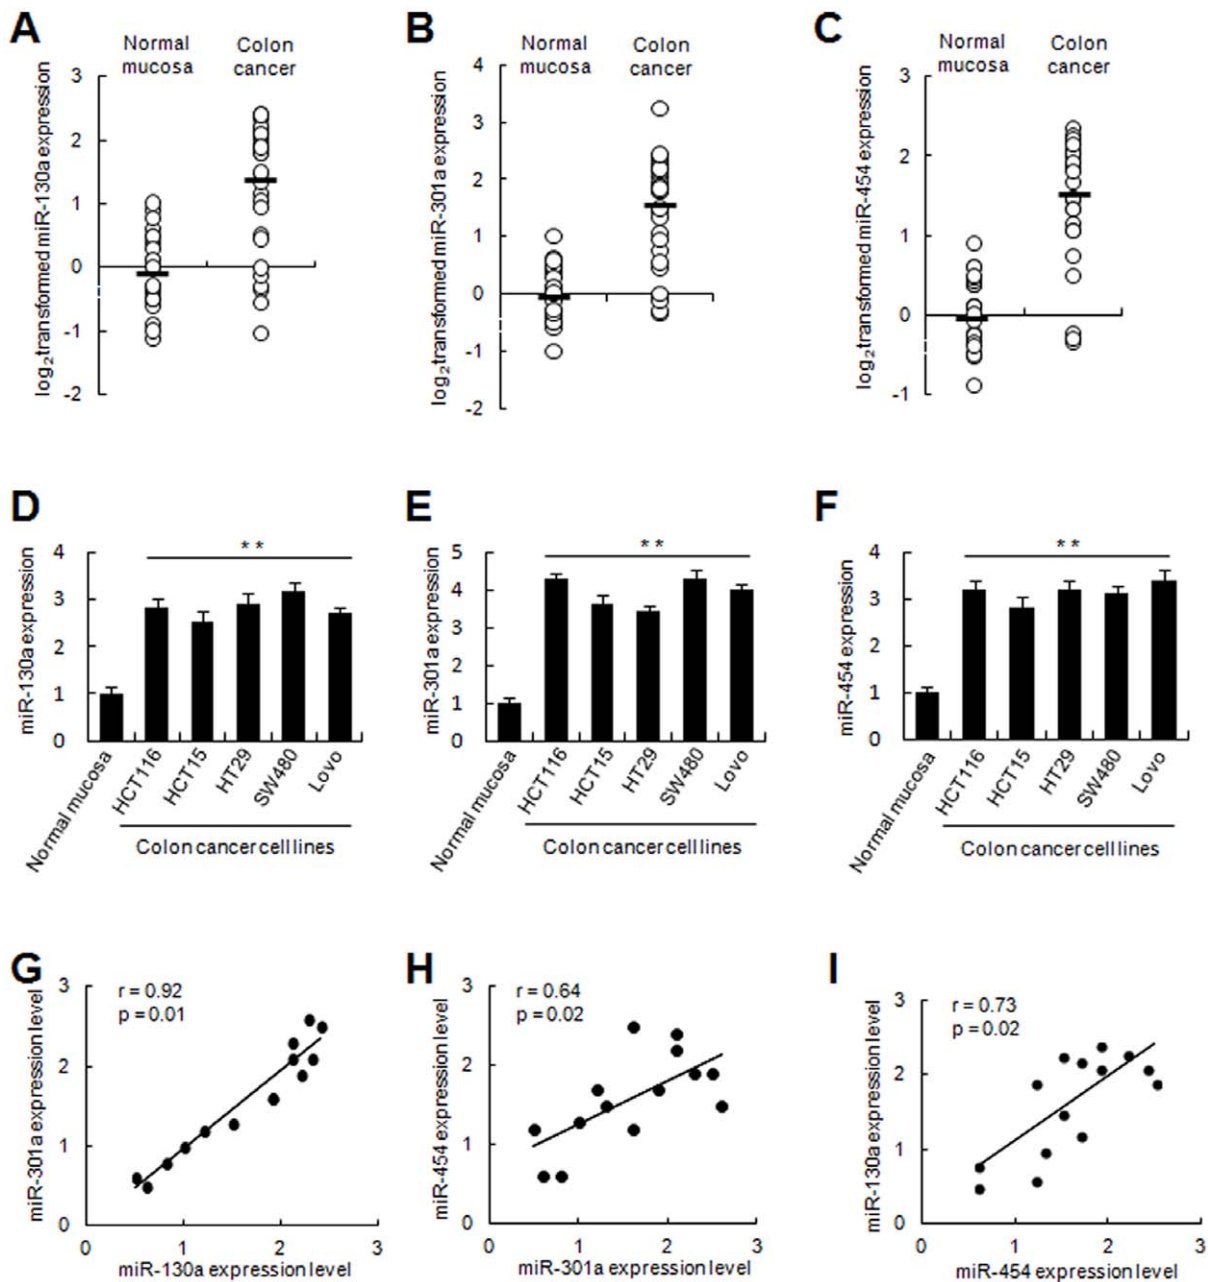 A
Normal
mucosa
Colon
cancer
log2transformed miR-130a expression
3
2
1
0
-1
-2
B
Normal
mucosa
Colon
cancer
log2transformed miR-301a expression
4
3
2
1
0
-1
-2
C
Normal
mucosa
Colon
cancer
log2transformed miR-454 expression
3
2
1
0
-1
D
miR-130a expression
4
3
2
1
0
**
Normal mucosa
HCT116
HCT15
HT29
SW480
Lovo
Colon cancer cell lines
E
miR-301a expression
5
4
3
2
1
0
**
Normal mucosa
HCT116
HCT15
HT29
SW480
Lovo
Colon cancer cell lines
F
miR-454 expression
4
3
2
1
0
**
Normal mucosa
HCT116
HCT15
HT29
SW480
Lovo
Colon cancer cell lines
G
miR-301a expression level
r = 0.92
p = 0.01
3
2
1
0
0 1 2 3
miR-130a expression level
H
miR-454 expression level
r = 0.64
p = 0.02
3
2
1
0
0 1 2 3
miR-301a expression level
I
miR-130a expression level
r = 0.73
p = 0.02
3
2
1
0
0 1 2 3
miR-454 expression level